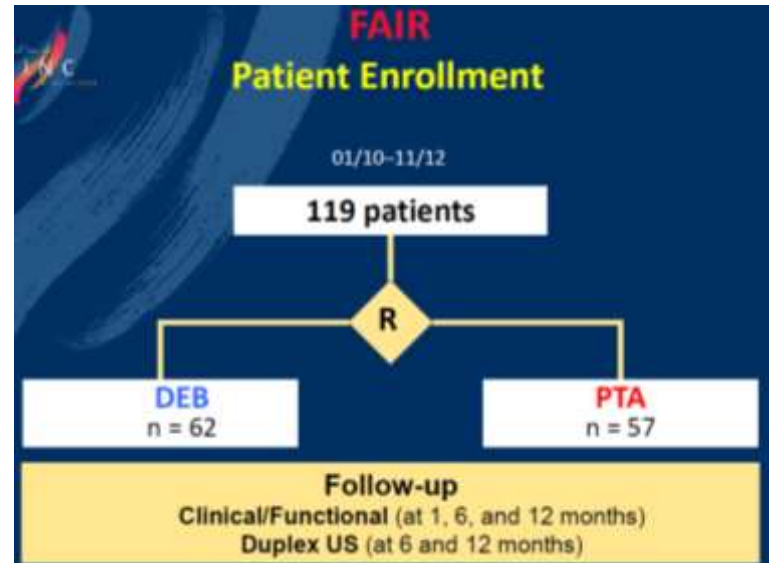 FAIR
Patient Enrollment
01/10–11/12
119 patients
R
DEB
n = 62
PTA
n = 57
Follow-up
Clinical/Functional (at 1, 6, and 12 months)
Duplex US (at 6 and 12 months)